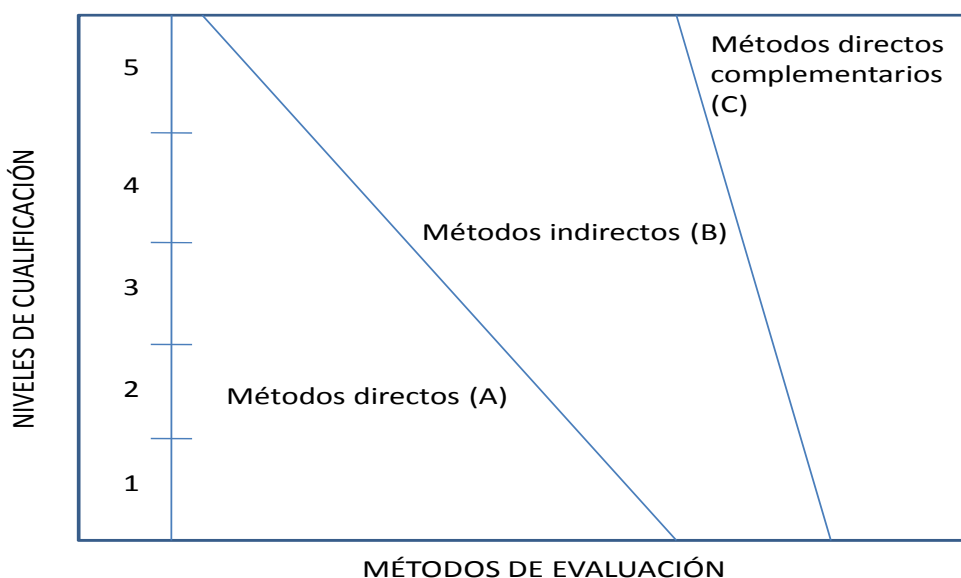 NIVELES DE CUALIFICACIÓN
5
4
3
2
1
Métodos directos (A)
Métodos indirectos (B)
Métodos directos
complementarios
(C)
MÉTODOS DE EVALUACIÓN